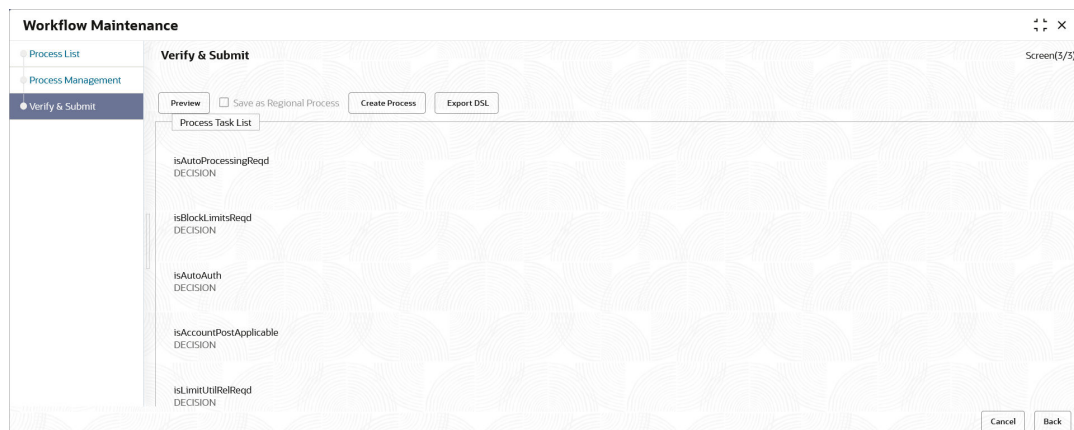 Workflow Maintenance
Process List
Process Management
Verify & Submit
Verify & Submit
Screen(3/3)
Preview
Save as Regional Process
Create Process
Export DSL
Process Task List
isAutoProcessingReqd
DECISION
isBlockLimitsReqd
DECISION
isAutoAuth
DECISION
isAccountPostApplicable
DECISION
isLimitUtilRelReqd
DECISION
Cancel
Back